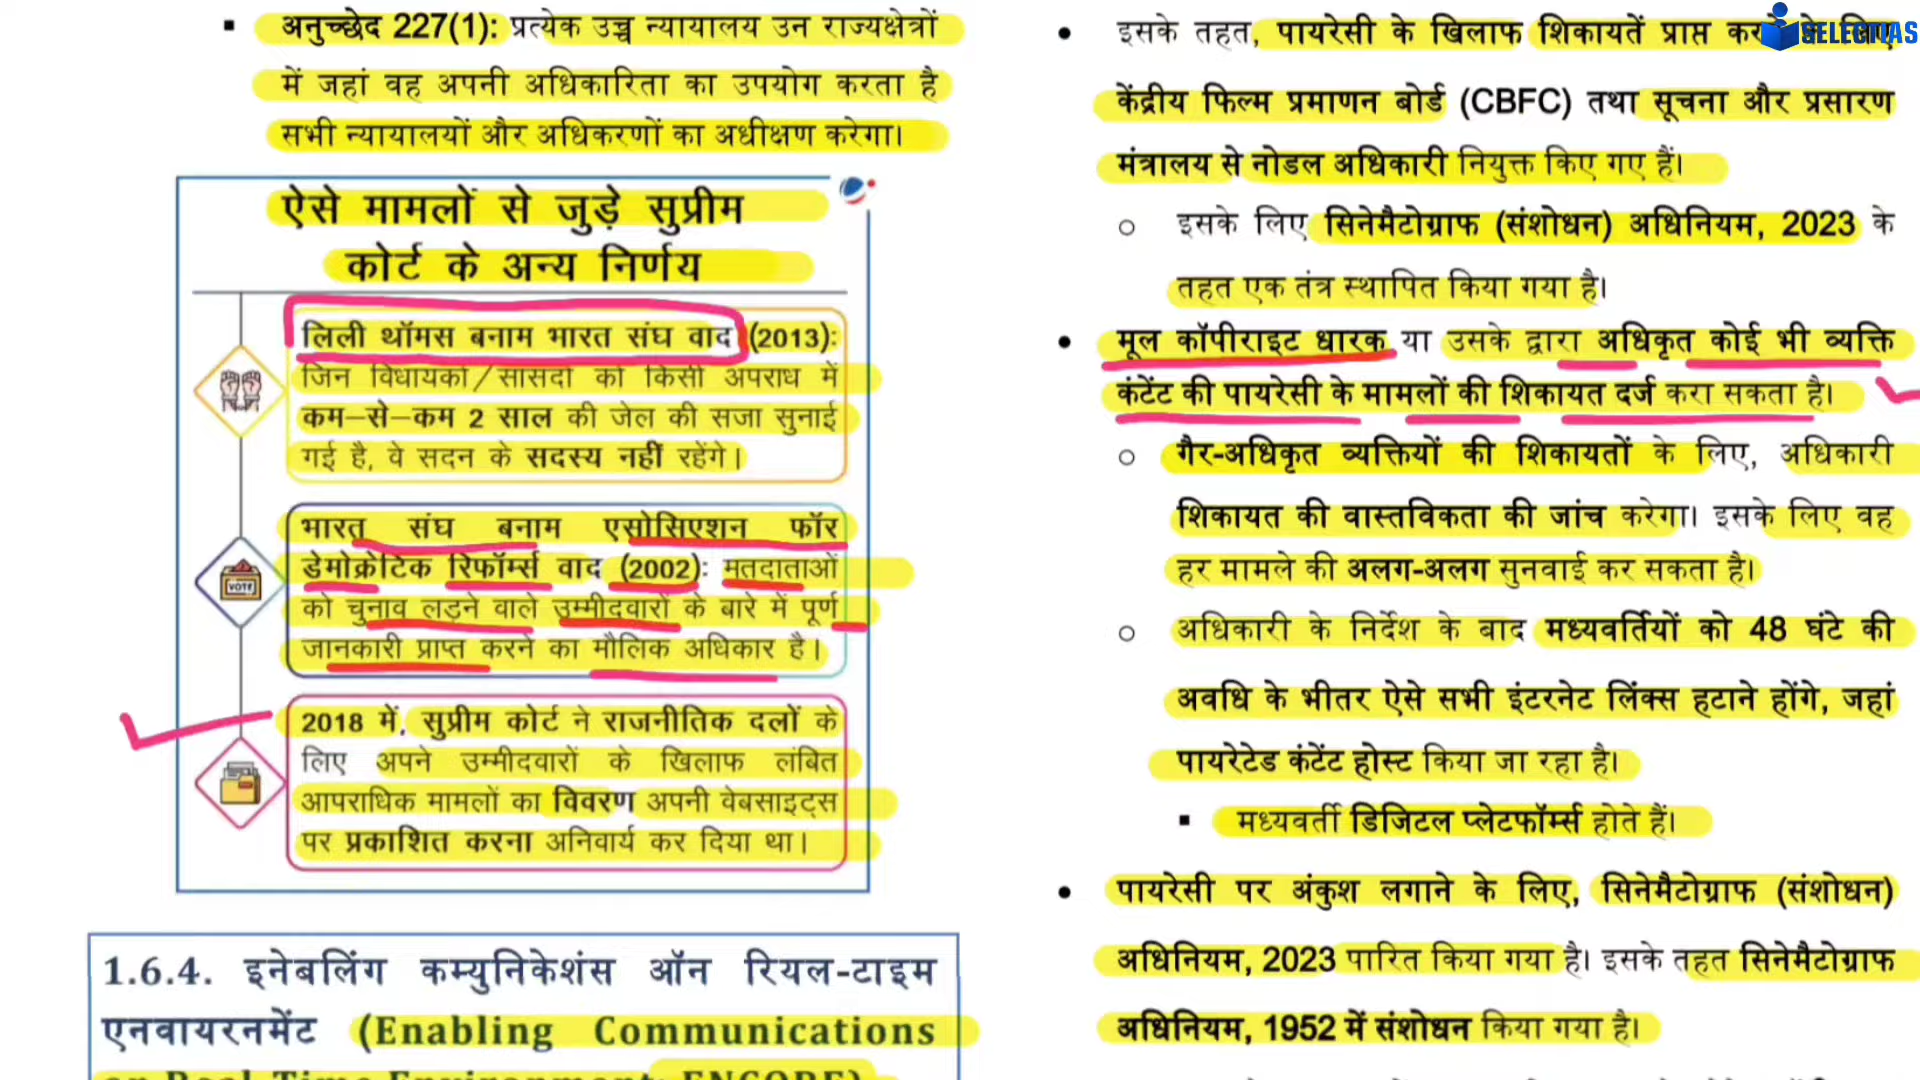 ▪ अनुच्छेद 227(1): प्रत्येक उच्च न्यायालय उन राज्यक्षेत्रों
में जहां वह अपनी अधिकारिता का उपयोग करता है
सभी न्यायालयों और अधिकरणों का अधीक्षण करेगा।
ऐसे मामलों से जुड़े सुप्रीम
कोर्ट के अन्य निर्णय
लिली थॉमस बनाम भारत संघ वाद (2013):
जिन विधायकों/सांसदों को किसी अपराध में
कम–से–कम 2 साल की जेल की सजा सुनाई
गई है, वे सदन के सदस्य नहीं रहेंगे।
भारत संघ बनाम एसोसिएशन फॉर
डेमोक्रेटिक रिफॉर्म्स वाद (2002): मतदाताओं
को चुनाव लड़ने वाले उम्मीदवारों के बारे में पूर्ण
जानकारी प्राप्त करने का मौलिक अधिकार है।
VOTE
2018 में, सुप्रीम कोर्ट ने राजनीतिक दलों के
लिए अपने उम्मीदवारों के खिलाफ लंबित
आपराधिक मामलों का विवरण अपनी वेबसाइट्स
पर प्रकाशित करना अनिवार्य कर दिया था।
1.6.4. इनेबलिंग कम्युनिकेशंस ऑन रियल-टाइम
एनवायरनमेंट (Enabling Communications
on Real-Time Environment: ENCORE)
• इसके तहत, पायरेसी के खिलाफ शिकायतें प्राप्त करने के लिए
SELECTIAS
केंद्रीय फिल्म प्रमाणन बोर्ड (CBFC) तथा सूचना और प्रसारण
मंत्रालय से नोडल अधिकारी नियुक्त किए गए हैं।
○ इसके लिए सिनेमैटोग्राफ (संशोधन) अधिनियम, 2023 के
तहत एक तंत्र स्थापित किया गया है।
• मूल कॉपीराइट धारक या उसके द्वारा अधिकृत कोई भी व्यक्ति
कंटेंट की पायरेसी के मामलों की शिकायत दर्ज करा सकता है।
○ गैर-अधिकृत व्यक्तियों की शिकायतों के लिए, अधिकारी
शिकायत की वास्तविकता की जांच करेगा। इसके लिए वह
हर मामले की अलग-अलग सुनवाई कर सकता है।
○ अधिकारी के निर्देश के बाद मध्यवर्तियों को 48 घंटे की
अवधि के भीतर ऐसे सभी इंटरनेट लिंक्स हटाने होंगे, जहां
पायरेटेड कंटेंट होस्ट किया जा रहा है।
▪ मध्यवर्ती डिजिटल प्लेटफॉर्म्स होते हैं।
• पायरेसी पर अंकुश लगाने के लिए, सिनेमैटोग्राफ (संशोधन)
अधिनियम, 2023 पारित किया गया है। इसके तहत सिनेमैटोग्राफ
अधिनियम, 1952 में संशोधन किया गया है।